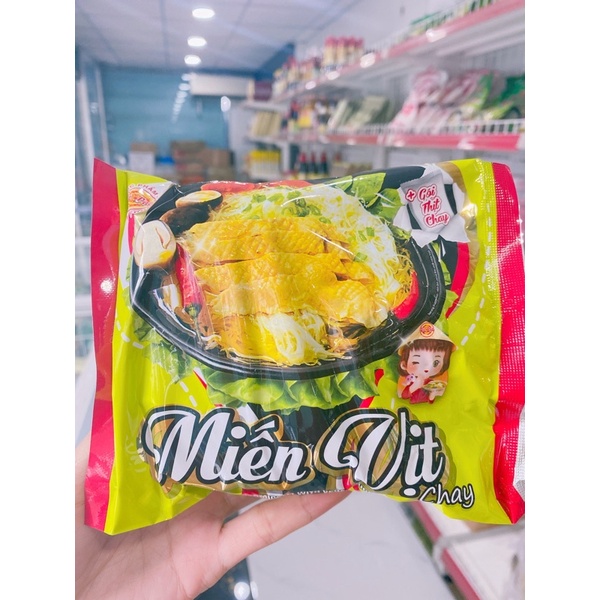 + Gói
Thịt
Chay
Miến Vịt
Chay